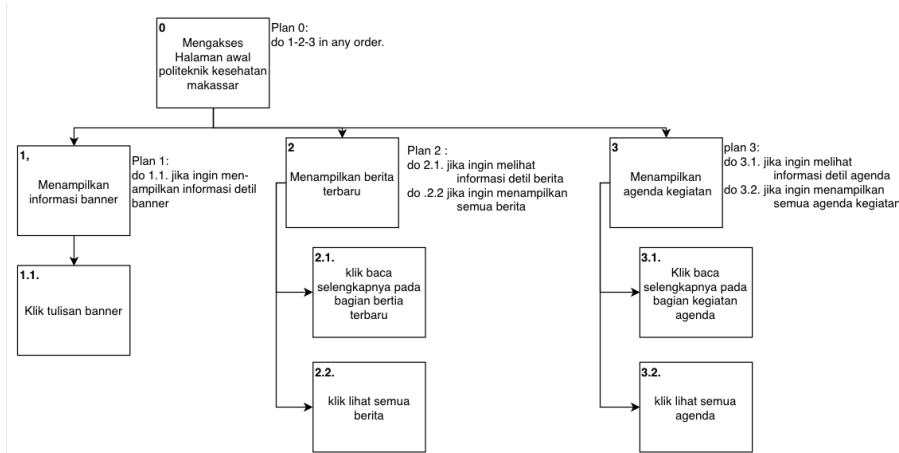 0
Mengakses
Halaman awal
politeknik kesehatan
makassar
Plan 0:
do 1-2-3 in any order.
1,
Menampilkan
informasi banner
Plan 1:
do 1.1. jika ingin men-
ampilkan informasi detil
banner
2
Menampilkan berita
terbaru
Plan 2 :
do 2.1. jika ingin melihat
informasi detil berita
do .2.2 jika ingin menampilkan
semua berita
3
Menampilkan
agenda kegiatan
plan 3:
do 3.1. jika ingin melihat
informasi detil agenda
do 3.2. jika ingin menampilkan
semua agenda kegiatan
1.1.
Klik tulisan banner
2.1.
klik baca
selengkapnya pada
bagian bertia
terbaru
3.1.
Klik baca
selengkapnya pada
bagian kegiatan
agenda
2.2.
klik lihat semua
berita
3.2.
klik lihat semua
agenda